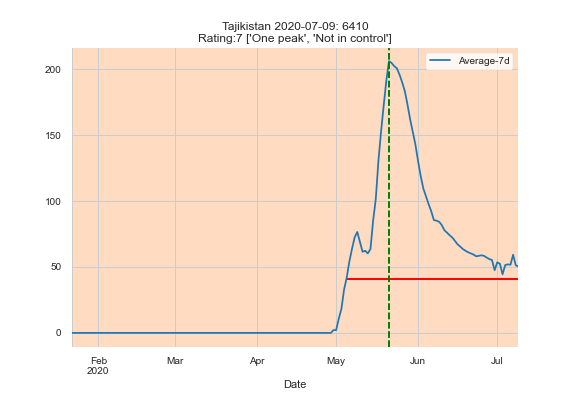 Tajikistan 2020-07-09: 6410
Rating:7 ['One peak', 'Not in control']
Average-7d
200
150
100
50
0
Feb
2020
Mar
Apr
May
Jun
Jul
Date